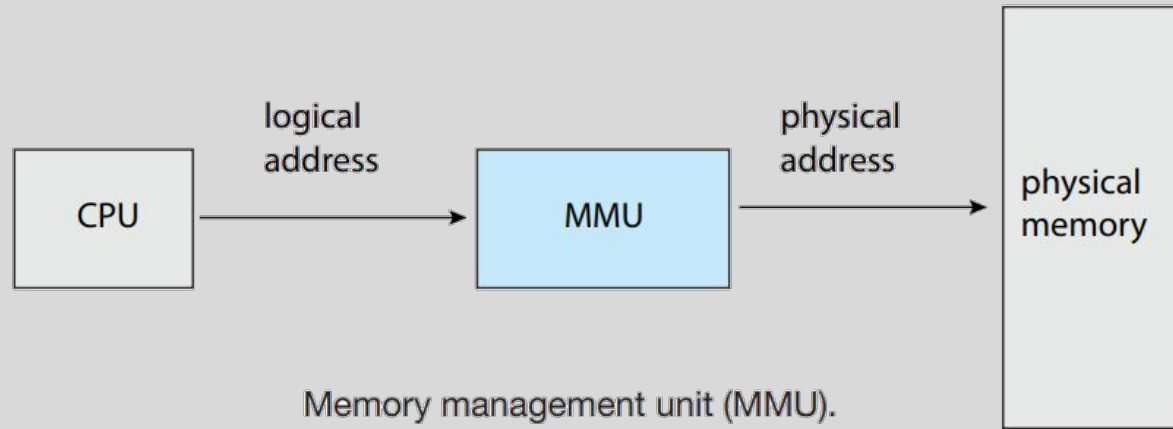 logical
address
physical
address
CPU
MMU
physical
memory
Memory management unit (MMU).